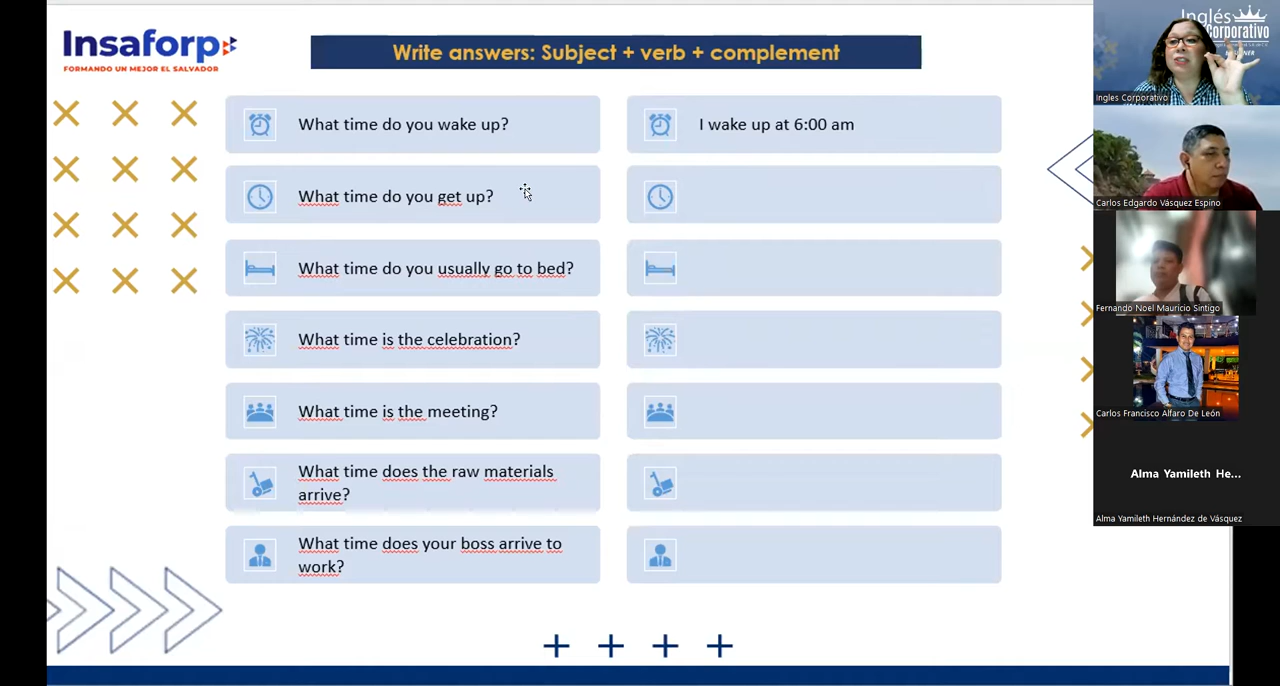 Insaforp
FORMANDO UN MEJOR EL SALVADOR
Write answers: Subject + verb + complement
What time do you wake up?
I wake up at 6:00 am
What time do you get up?
What time do you usually go to bed?
What time is the celebration?
What time is the meeting?
What time does the raw materials
arrive?
What time does your boss arrive to
work?
Inglés
Corporativo
Ingles Corporativo
Carlos Edgardo Vásquez Espino
Fernando Noel Mauricio Sintigo
Carlos Francisco Alfaro De León
Alma Yamileth He...
Alma Yamileth Hernández de Vásquez